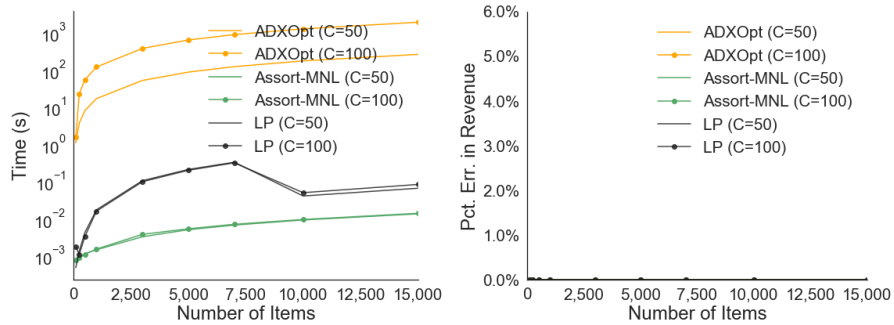 Time (s)
10³
10²
10¹
10⁰
10⁻¹
10⁻²
10⁻³
ADXOpt (C=50)
ADXOpt (C=100)
Assort-MNL (C=50)
Assort-MNL (C=100)
LP (C=50)
LP (C=100)
0 2,500 5,000 7,500 10,000 15,000
Number of Items
Pct. Err. in Revenue
6.0%
5.0%
4.0%
3.0%
2.0%
1.0%
0.0%
ADXOpt (C=50)
ADXOpt (C=100)
Assort-MNL (C=50)
Assort-MNL (C=100)
LP (C=50)
LP (C=100)
0 2,500 5,000 7,500 10,000 15,000
Number of Items